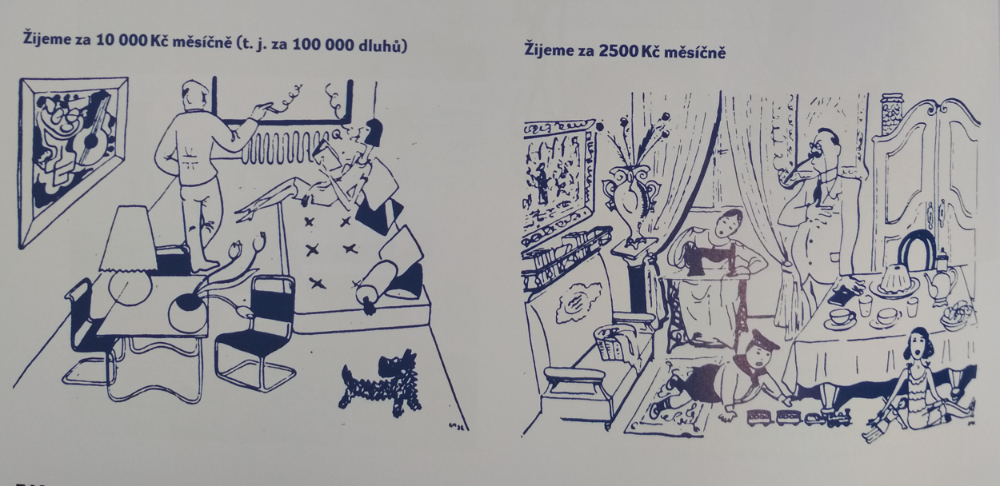 Žijeme za 10 000 Kč měsíčně (t. j. za 100 000 dluhů)
Žijeme za 2500 Kč měsíčně